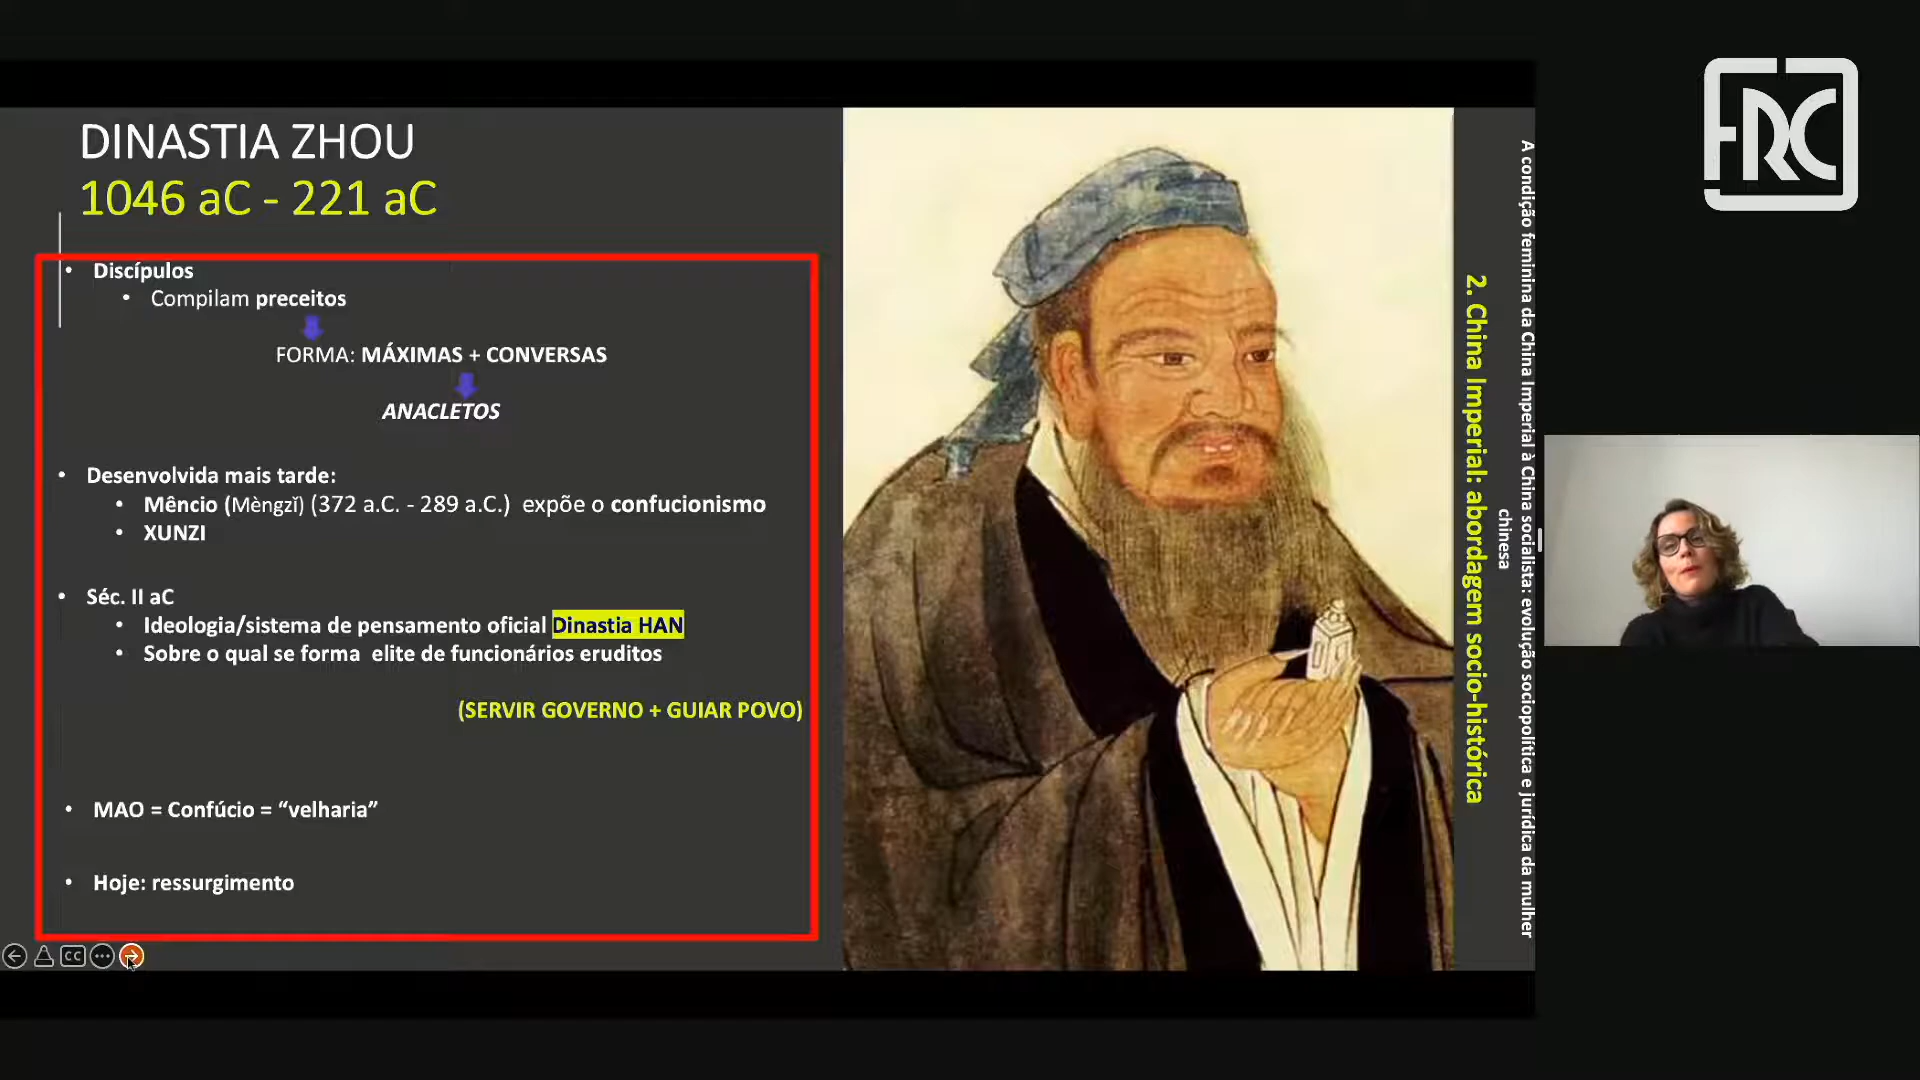 DINASTIA ZHOU
1046 aC - 221 aC
• Discípulos
• Compilam preceitos
FORMA: MÁXIMAS + CONVERSAS
ANACLETOS
• Desenvolvida mais tarde:
• Mêncio (Mèngzǐ) (372 a.C. - 289 a.C.) expõe o confucionismo
• XUNZI
• Séc. II aC
• Ideologia/sistema de pensamento oficial Dinastia HAN
• Sobre o qual se forma elite de funcionários eruditos
(SERVIR GOVERNO + GUIAR POVO)
• MAO = Confúcio = “velharia”
• Hoje: ressurgimento
CC
A condição feminina da China Imperial à China socialista: evolução sociopolítica e jurídica da mulher
chinesa
2. China Imperial: abordagem socio-histórica
FRC